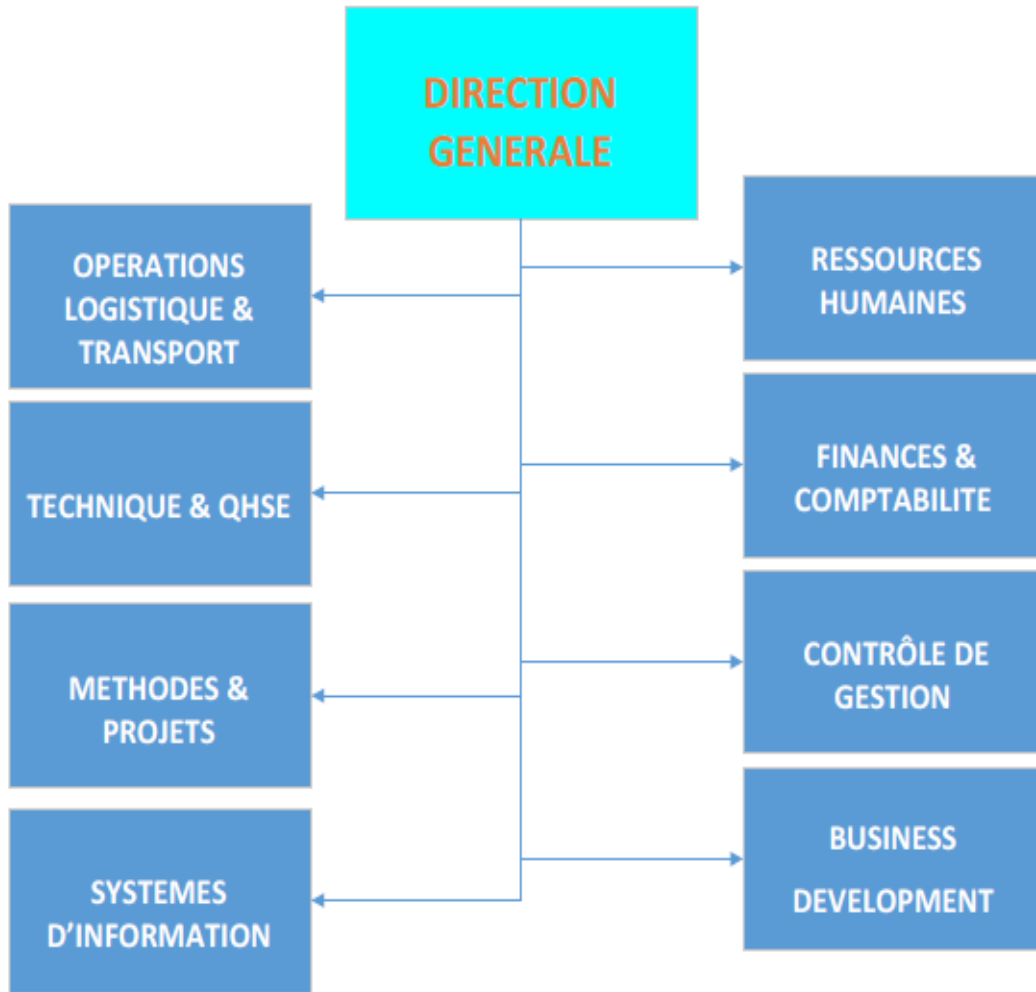 DIRECTION
GENERALE
OPERATIONS
LOGISTIQUE &
TRANSPORT
RESSOURCES
HUMAINES
TECHNIQUE & QHSE
FINANCES &
COMPTABILITE
METHODES &
PROJETS
CONTRÔLE DE
GESTION
SYSTEMES
D’INFORMATION
BUSINESS
DEVELOPMENT